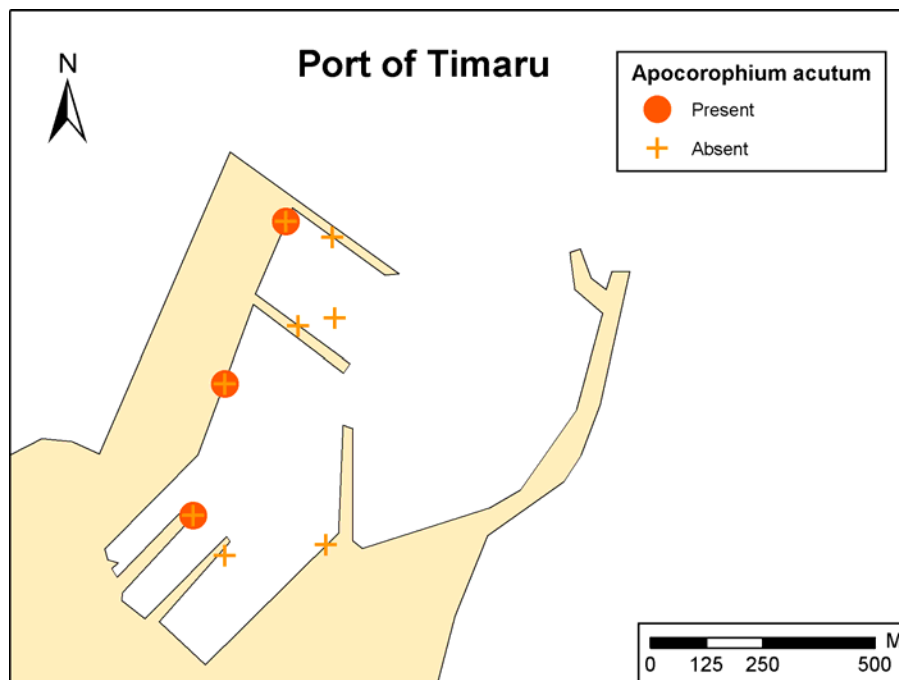 Port of Timaru
N
Apocorophium acutum
Present
Absent
M
0 125 250 500